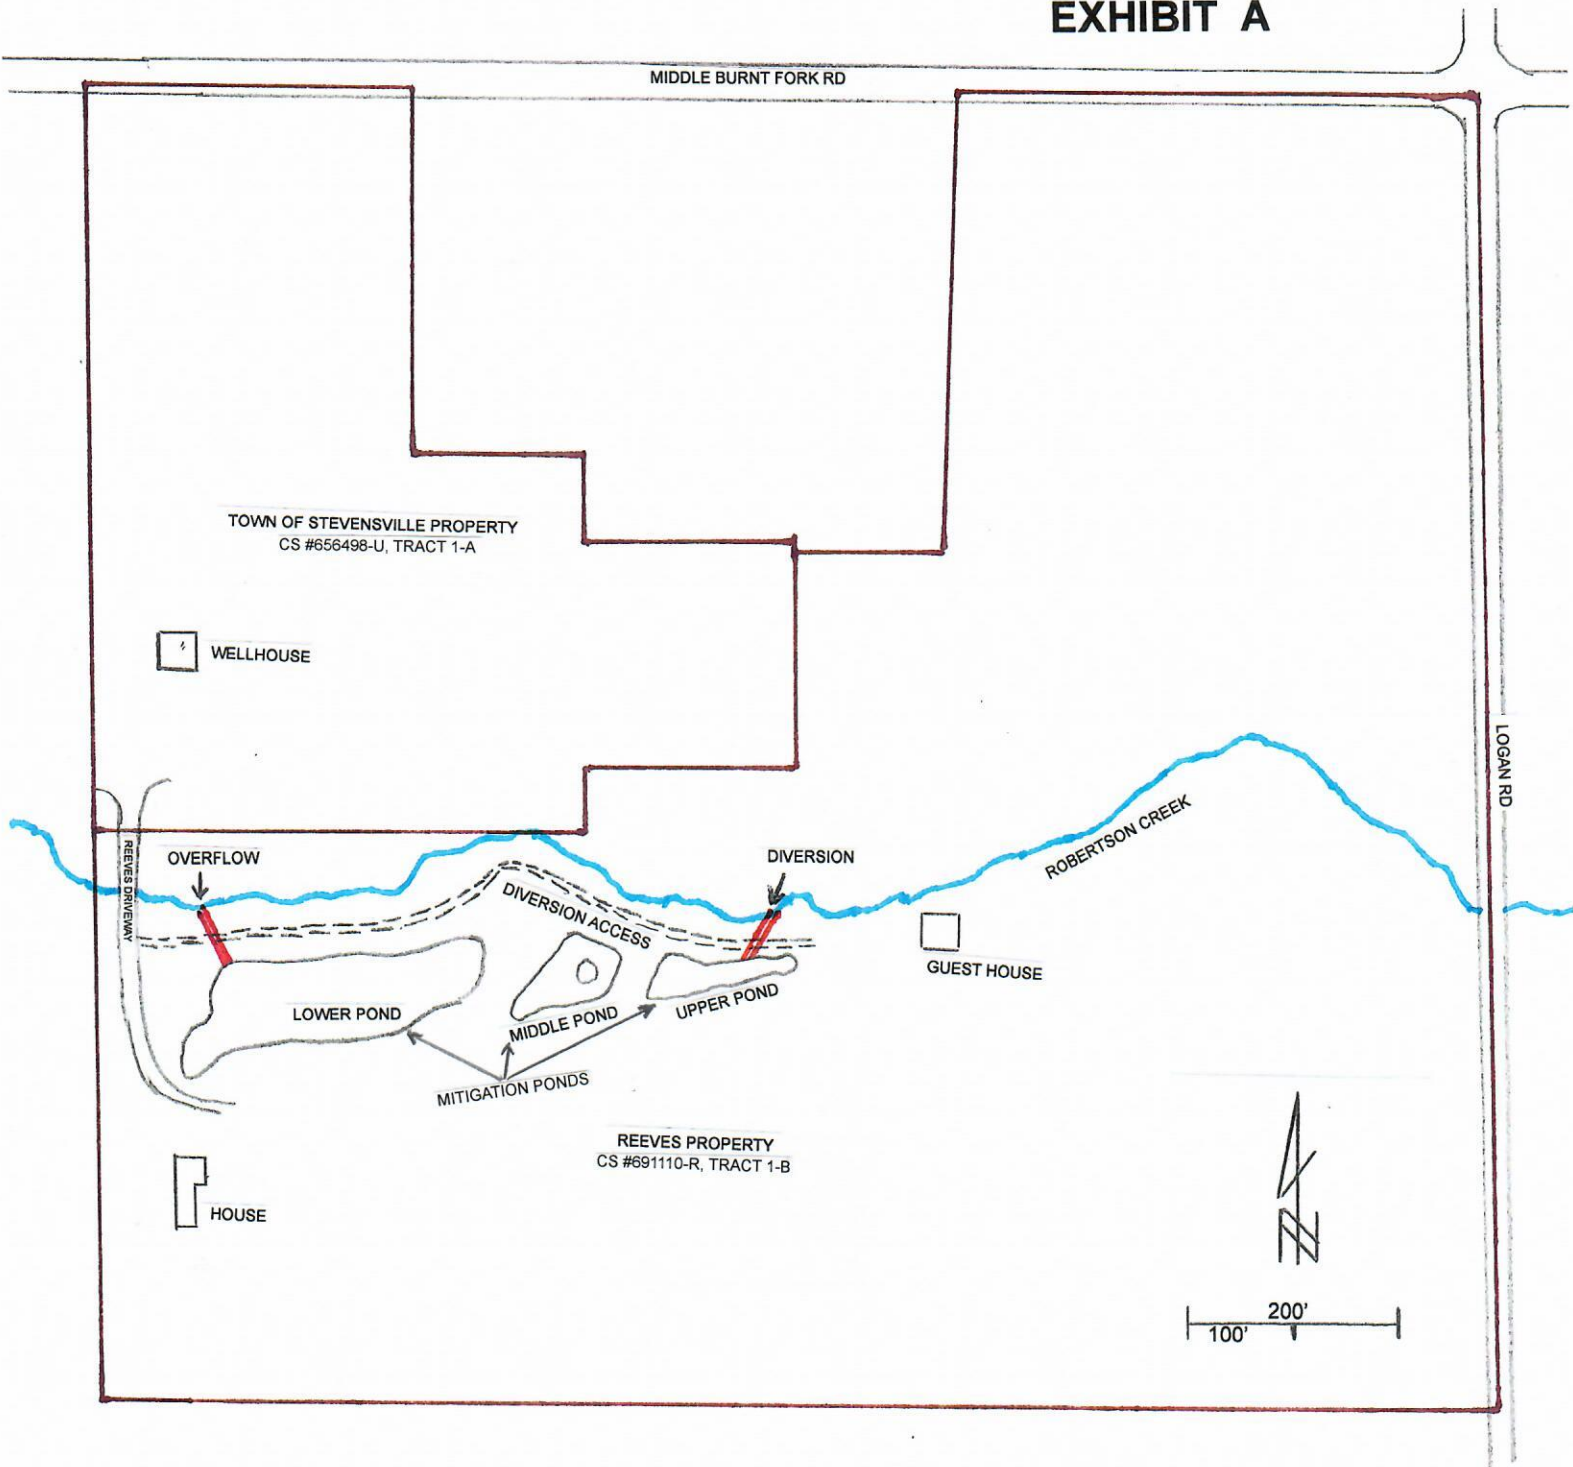 EXHIBIT A
MIDDLE BURNT FORK RD
TOWN OF STEVENSVILLE PROPERTY
CS #656498-U, TRACT 1-A
WELLHOUSE
LOGAN RD
ROBERTSON CREEK
REEVES DRIVEWAY
OVERFLOW
DIVERSION
DIVERSION ACCESS
GUEST HOUSE
LOWER POND
MIDDLE POND
UPPER POND
MITIGATION PONDS
REEVES PROPERTY
CS #691110-R, TRACT 1-B
HOUSE
N
200'
100'